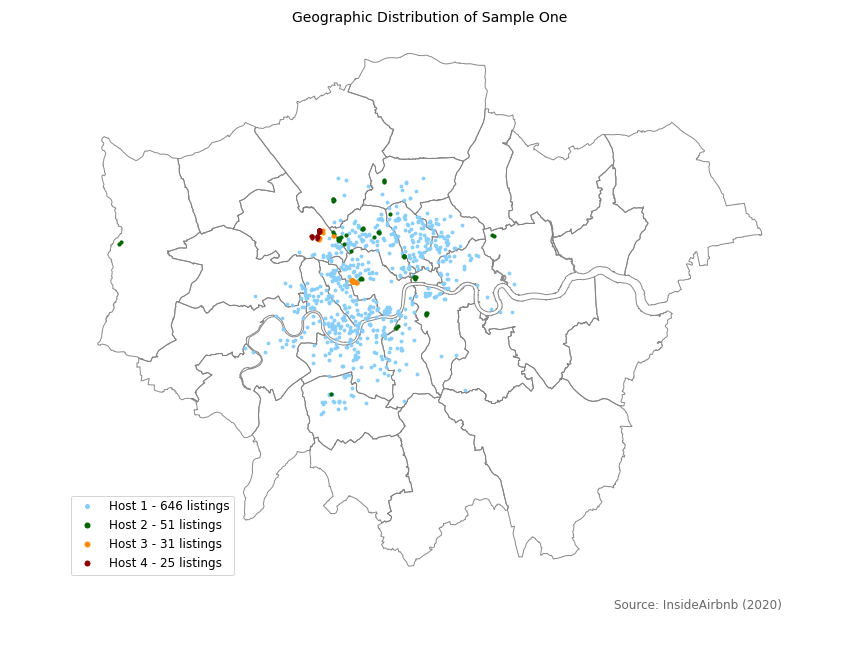 Geographic Distribution of Sample One
Host 1 - 646 listings
Host 2 - 51 listings
Host 3 - 31 listings
Host 4 - 25 listings
Source: InsideAirbnb (2020)